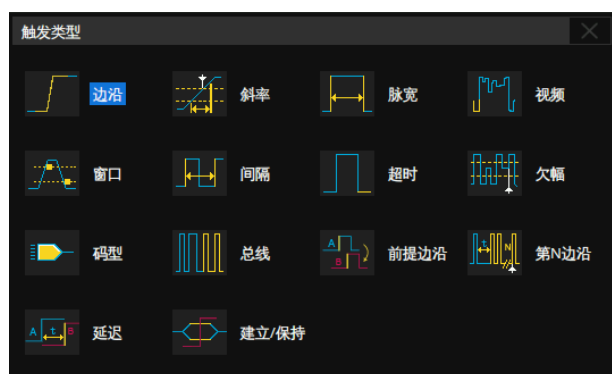 触发类型
边沿 斜率 脉宽 视频
窗口 间隔 超时 欠幅
码型 总线 A B 前提边沿 t N 第N边沿
A t B 延迟 建立/保持